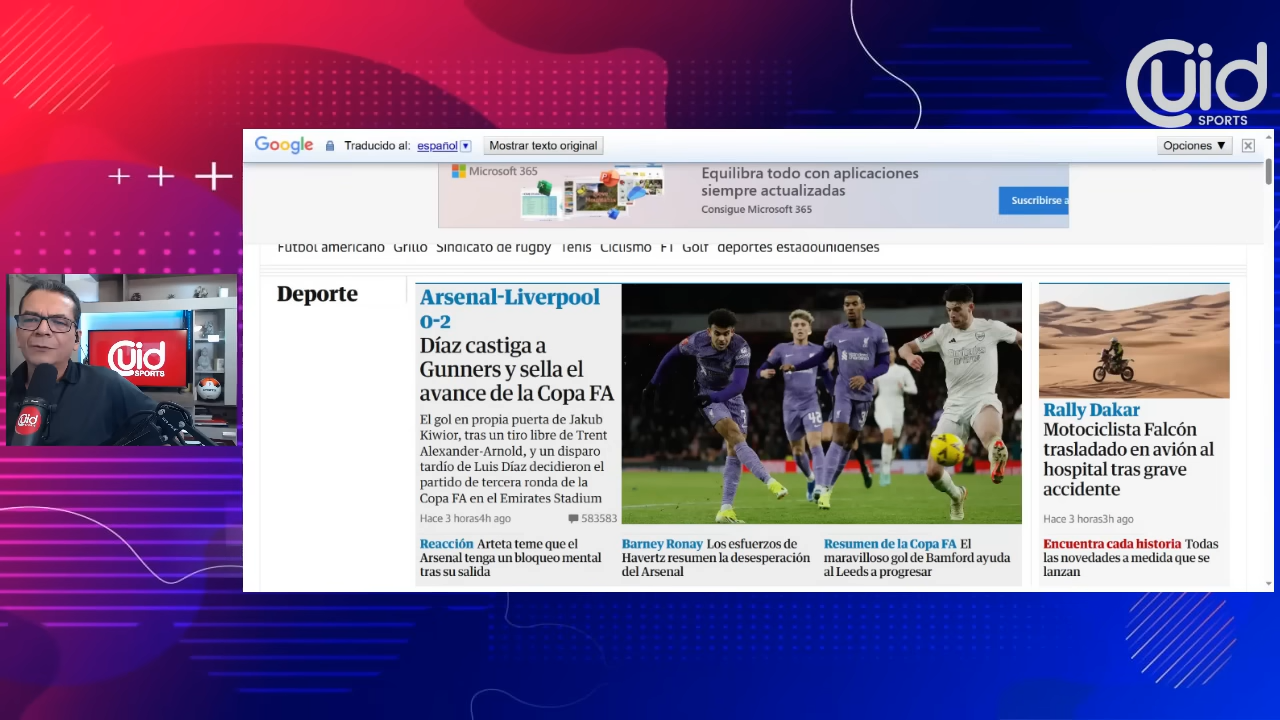 Cuid
SPORTS
Google Traducido al: español Mostrar texto original Opciones ▼
Microsoft 365
Equilibra todo con aplicaciones
siempre actualizadas
Consigue Microsoft 365
Suscribirse a
Futbol americano Grillo Sindicato de rugby Tenis Ciclismo F1 Golf deportes estadounidenses
Deporte
Arsenal-Liverpool
0-2
Díaz castiga a
Gunners y sella el
avance de la Copa FA
El gol en propia puerta de Jakub
Kiwior, tras un tiro libre de Trent
Alexander-Arnold, y un disparo
tardío de Luis Díaz decidieron el
partido de tercera ronda de la
Copa FA en el Emirates Stadium
Hace 3 horas4h ago 583583
Rally Dakar
Motociclista Falcón
trasladado en avión al
hospital tras grave
accidente
Hace 3 horas3h ago
Reacción Arteta teme que el
Arsenal tenga un bloqueo mental
tras su salida
Barney Ronay Los esfuerzos de
Havertz resumen la desesperación
del Arsenal
Resumen de la Copa FA El
maravilloso gol de Bamford ayuda
al Leeds a progresar
Encuentra cada historia Todas
las novedades a medida que se
lanzan
Cuid
SPORTS
Cuid
SPORTS